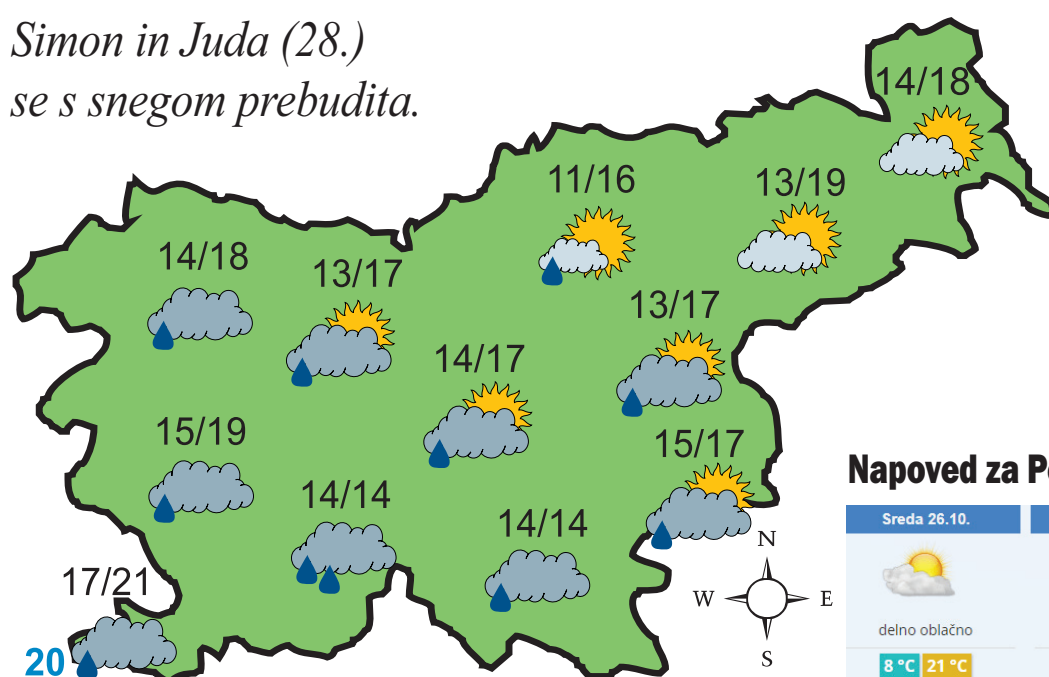 Simon in Juda (28.)
se s snegom prebudita.
14/18
11/16
13/19
14/18
13/17
13/17
14/17
15/19
15/17
14/14
14/14
17/21
20
N
W
E
S
Napoved za
Sreda 26.10.
delno oblačno
8 °C 21 °C